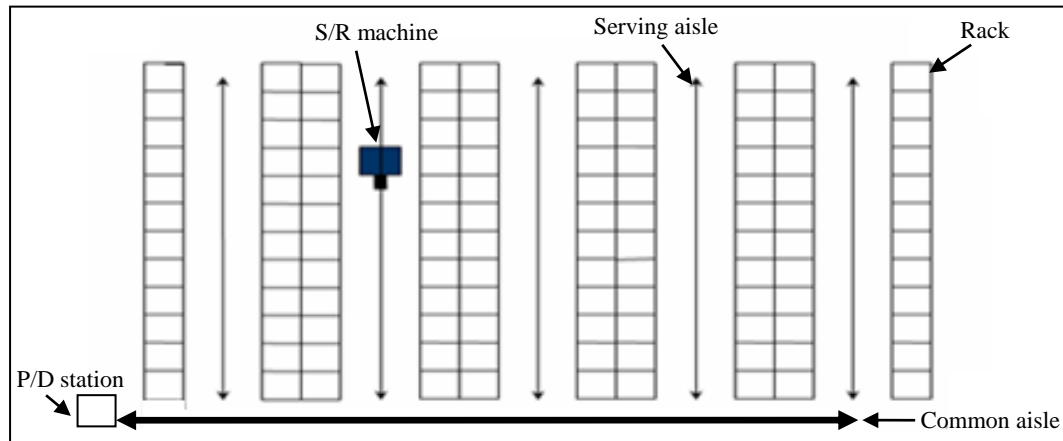 S/R machine
Serving aisle
Rack
P/D station
Common aisle